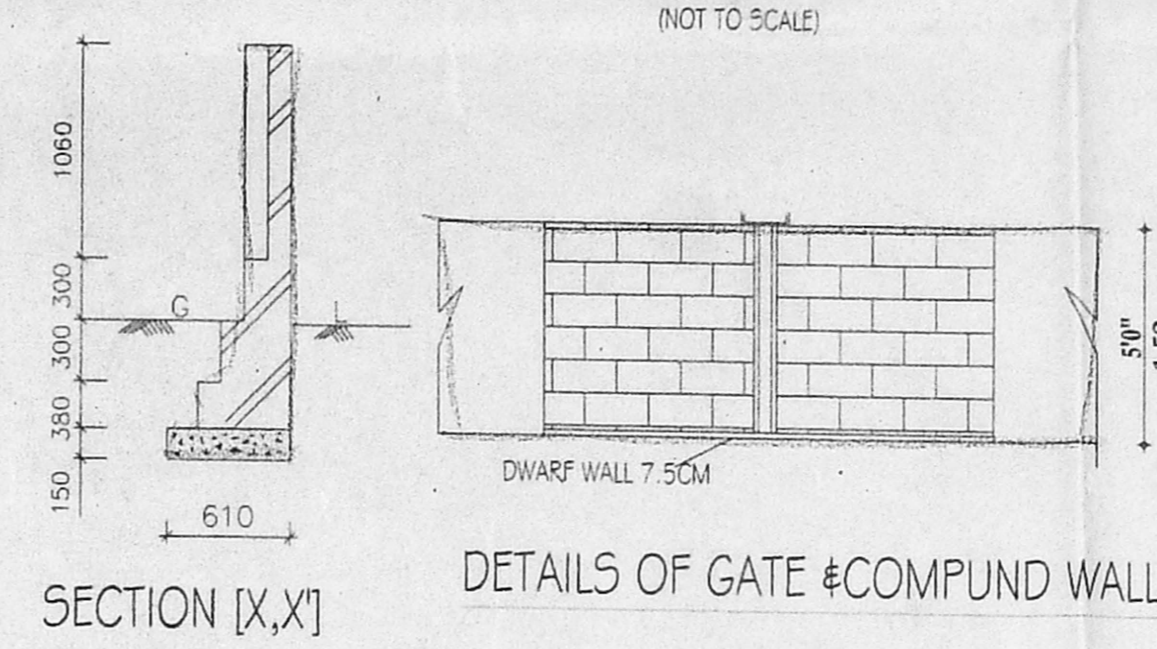 (NOT TO SCALE)
1060
300
300
380
150
G
L
610
SECTION [X,X']
5'0"
DWARF WALL 7.5CM
DETAILS OF GATE &COMPUND WALL